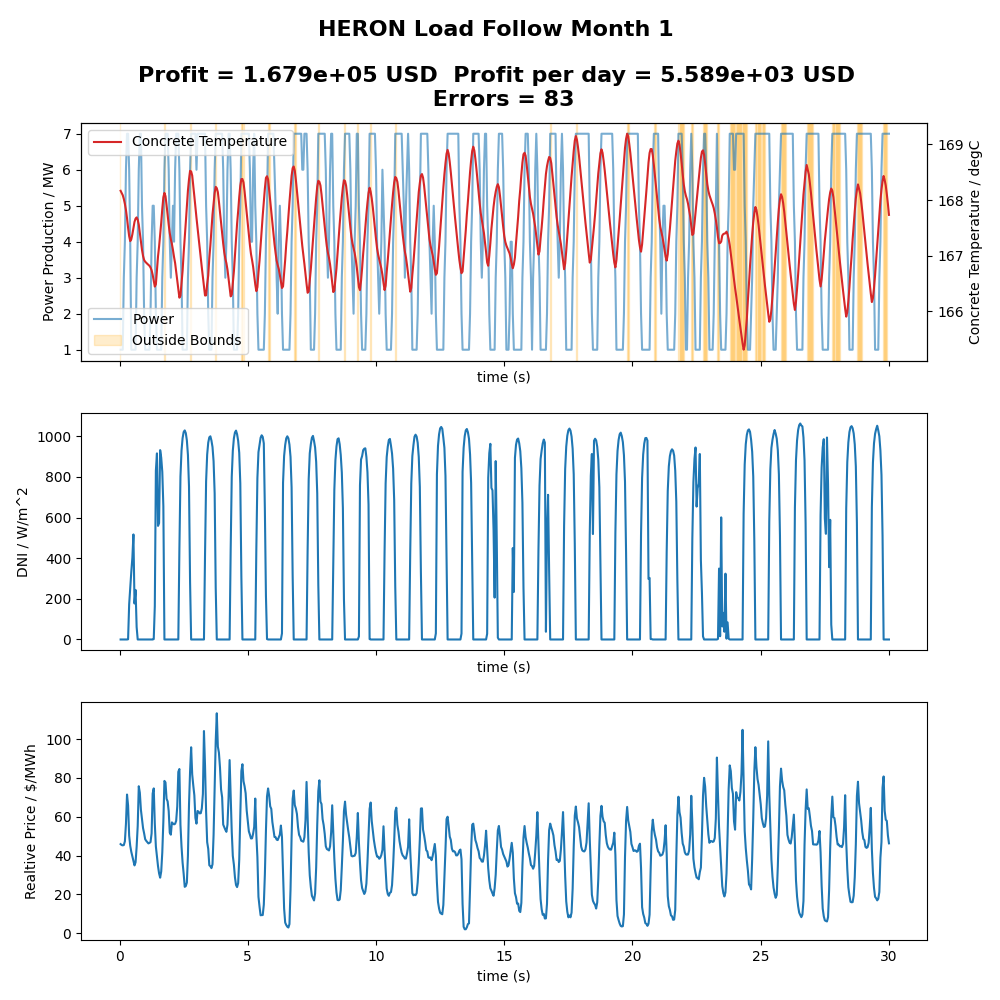 HERON Load Follow Month 1
Profit = 1.679e+05 USD  Profit per day = 5.589e+03 USD
Errors = 83
Power Production / MW
7
6
5
4
3
2
1
Concrete Temperature
Power
Outside Bounds
169
168
167
166
Concrete Temperature / degC
time (s)
DNI / W/m^2
1000
800
600
400
200
0
time (s)
Realtive Price / $/MWh
100
80
60
40
20
0
0 5 10 15 20 25 30
time (s)